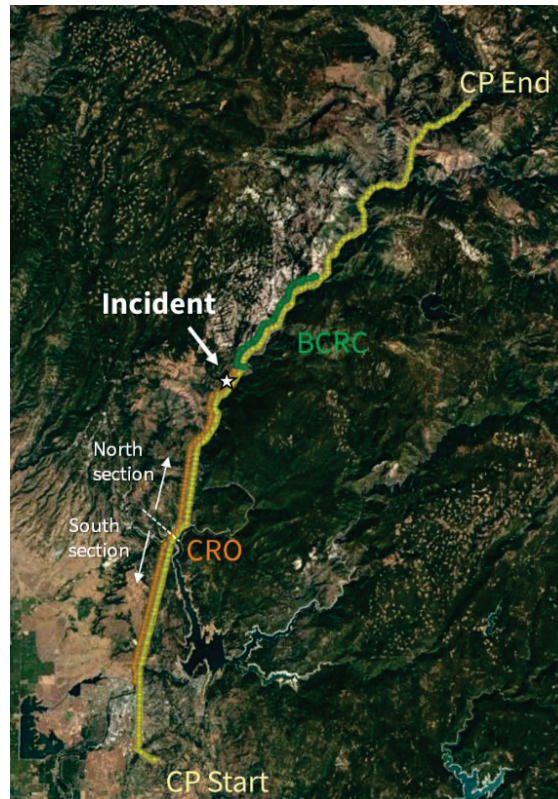 CP End
Incident
BCRC
North
section
South
section
CRO
CP Start